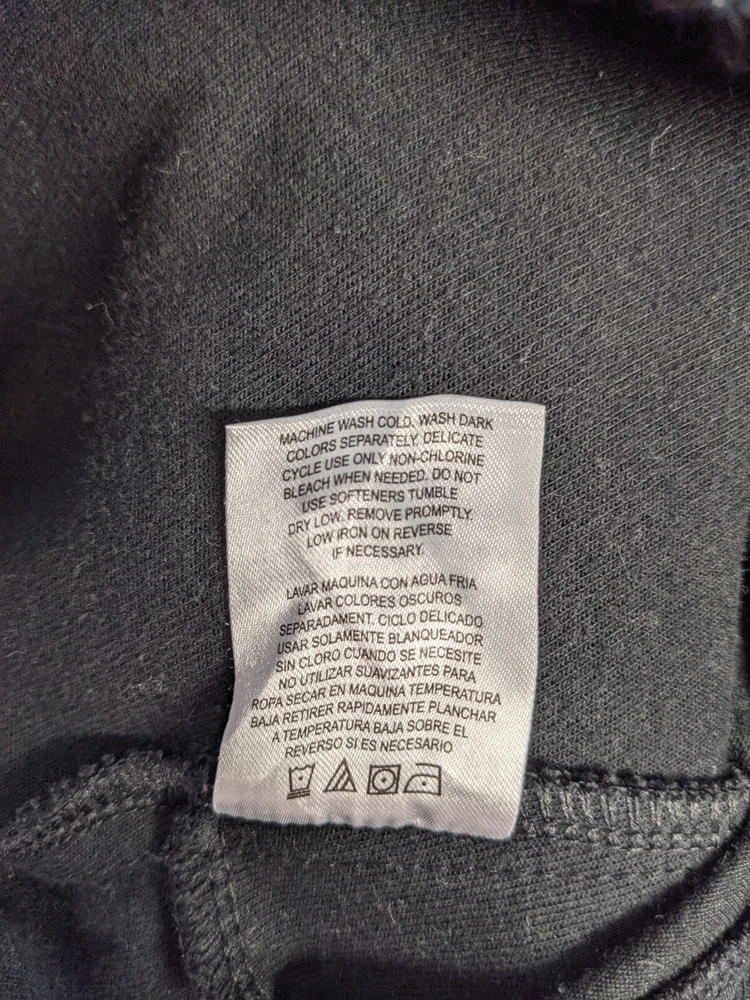 MACHINE WASH COLD. WASH DARK
COLORS SEPARATELY. DELICATE
CYCLE USE ONLY NON-CHLORINE
BLEACH WHEN NEEDED. DO NOT
USE SOFTENERS TUMBLE
DRY LOW. REMOVE PROMPTLY.
LOW IRON ON REVERSE
IF NECESSARY.
LAVAR MAQUINA CON AGUA FRIA
LAVAR COLORES OSCUROS
SEPARADAMENT. CICLO DELICADO
USAR SOLAMENTE BLANQUEADOR
SIN CLORO CUANDO SE NECESITE
NO UTILIZAR SUAVIZANTES PARA
ROPA SECAR EN MAQUINA TEMPERATURA
BAJA RETIRER RAPIDAMENTE PLANCHAR
A TEMPERATURA BAJA SOBRE EL
REVERSO SI ES NECESARIO